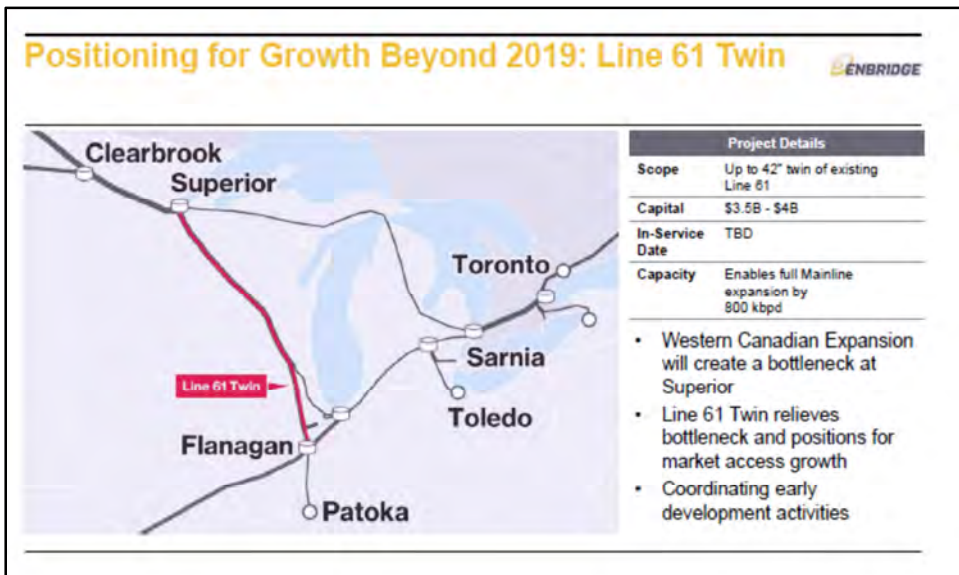 Positioning for Growth Beyond 2019: Line 61 Twin
ENBRIDGE
Clearbrook
Superior
Toronto
Sarnia
Toledo
Line 61 Twin
Flanagan
Patoka
Project Details
Scope Up to 42" twin of existing
Line 61
Capital $3.5B - $4B
In-Service TBD
Date
Capacity Enables full Mainline
expansion by
800 kbpd
• Western Canadian Expansion
will create a bottleneck at
Superior
• Line 61 Twin relieves
bottleneck and positions for
market access growth
• Coordinating early
development activities